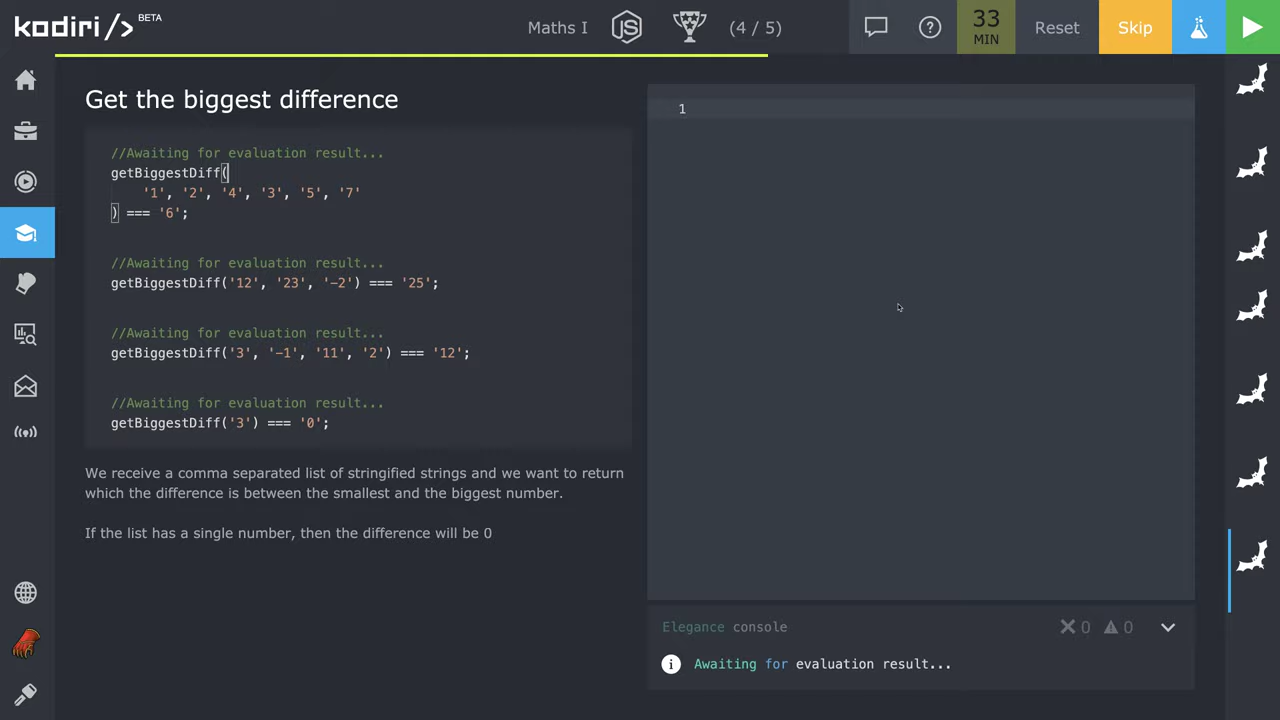 kodiri/>
BETA
Maths I
JS
(4 / 5)
33
MIN
Reset
Skip
Get the biggest difference
//Awaiting for evaluation result...
getBiggestDiff(
'1', '2', '4', '3', '5', '7'
) === '6';
//Awaiting for evaluation result...
getBiggestDiff('12', '23', '-2') === '25';
//Awaiting for evaluation result...
getBiggestDiff('3', '-1', '11', '2') === '12';
//Awaiting for evaluation result...
getBiggestDiff('3') === '0';
We receive a comma separated list of stringified strings and we want to return
which the difference is between the smallest and the biggest number.
If the list has a single number, then the difference will be 0
1
Elegance console
0
0
Awaiting for evaluation result...